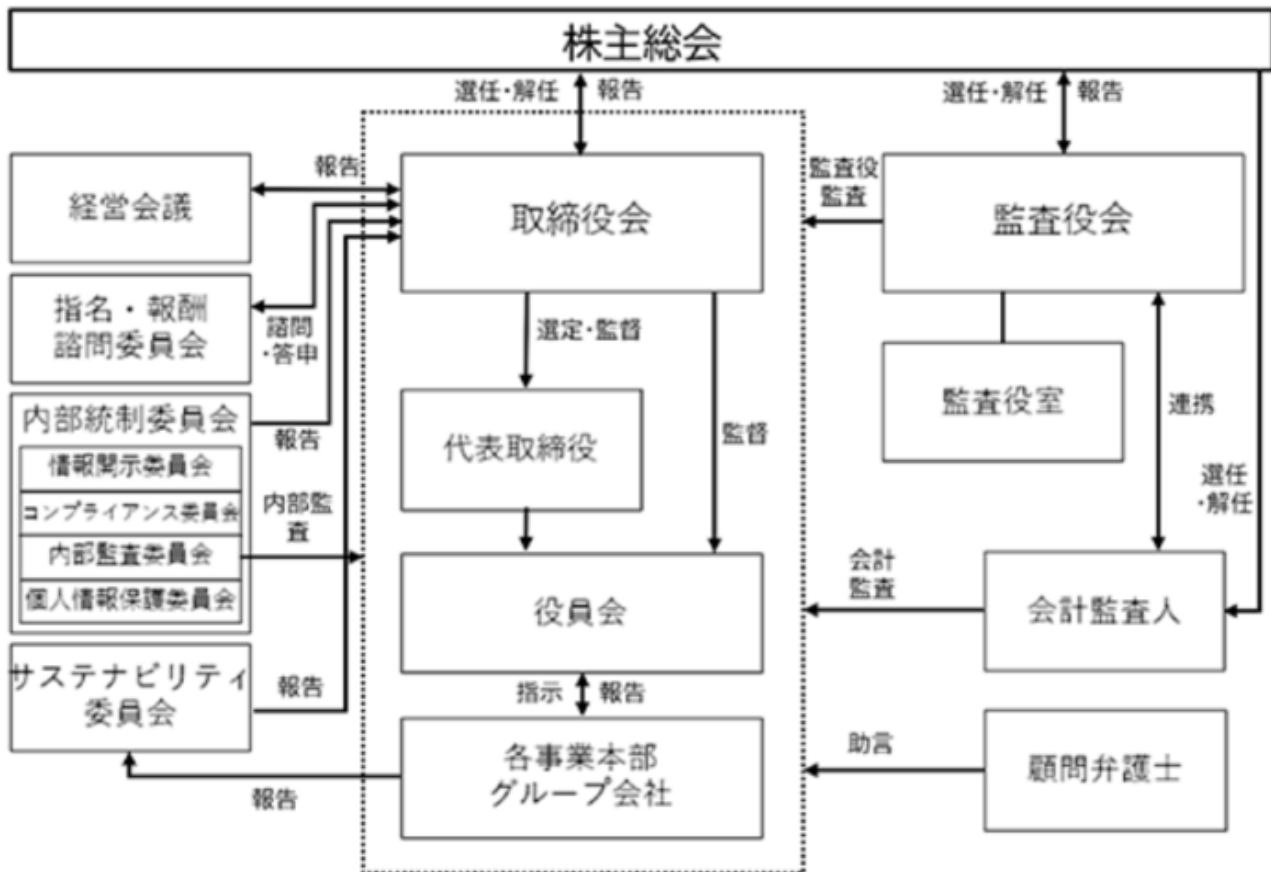 株主総会
選任・解任
報告
選任・解任
報告
経営会議
報告
取締役会
監査役
監査
監査役会
指名・報酬
諮問委員会
諮問
・答申
選定・監督
監督
監査役室
連携
選任
・解任
内部統制委員会
報告
情報開示委員会
コンプライアンス委員会
内部監査委員会
個人情報保護委員会
内部監
査
代表取締役
役員会
会計
監査
会計監査人
サステナビリティ
委員会
報告
指示
報告
各事業本部
グループ会社
報告
助言
顧問弁護士